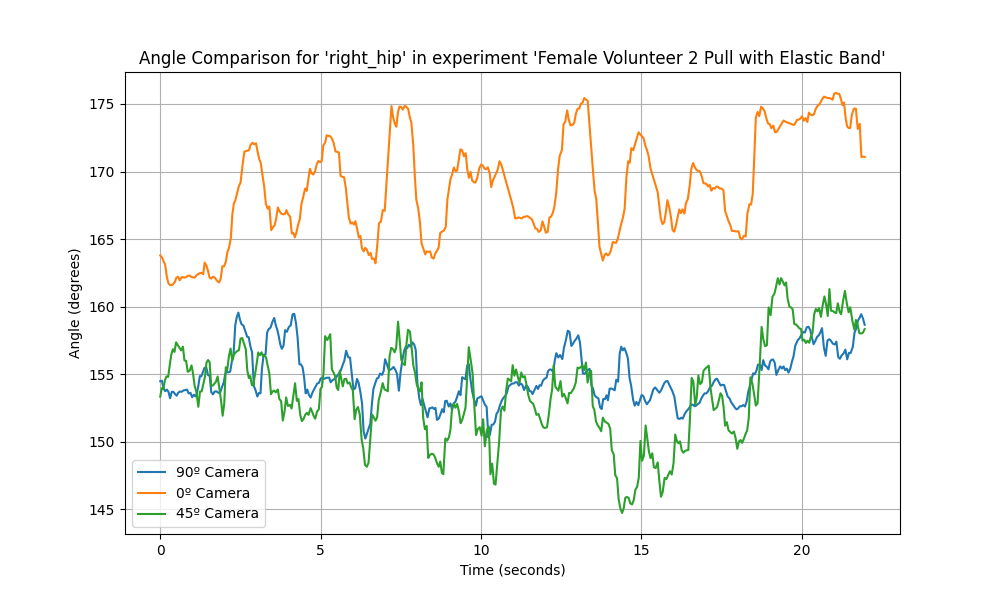 Angle Comparison for 'right_hip' in experiment 'Female Volunteer 2 Pull with Elastic Band'
Angle (degrees)
175
170
165
160
155
150
145
90º Camera
0º Camera
45º Camera
0 5 10 15 20
Time (seconds)